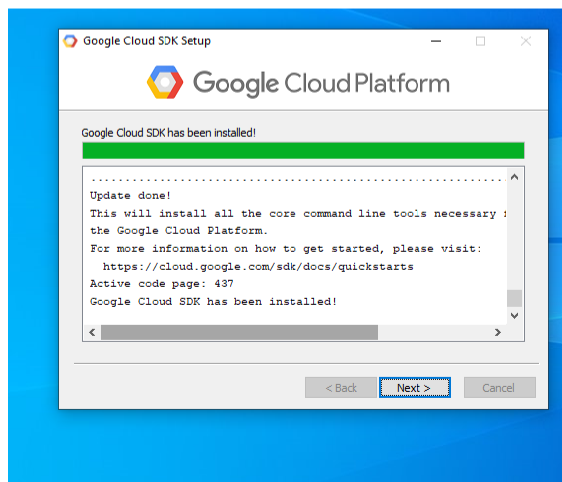 Google Cloud SDK Setup
Google Cloud Platform
Google Cloud SDK has been installed!
Update done!
This will install all the core command line tools necessary
the Google Cloud Platform.
For more information on how to get started, please visit:
https://cloud.google.com/sdk/docs/quickstarts
Active code page: 437
Google Cloud SDK has been installed!
< Back
Next >
Cancel